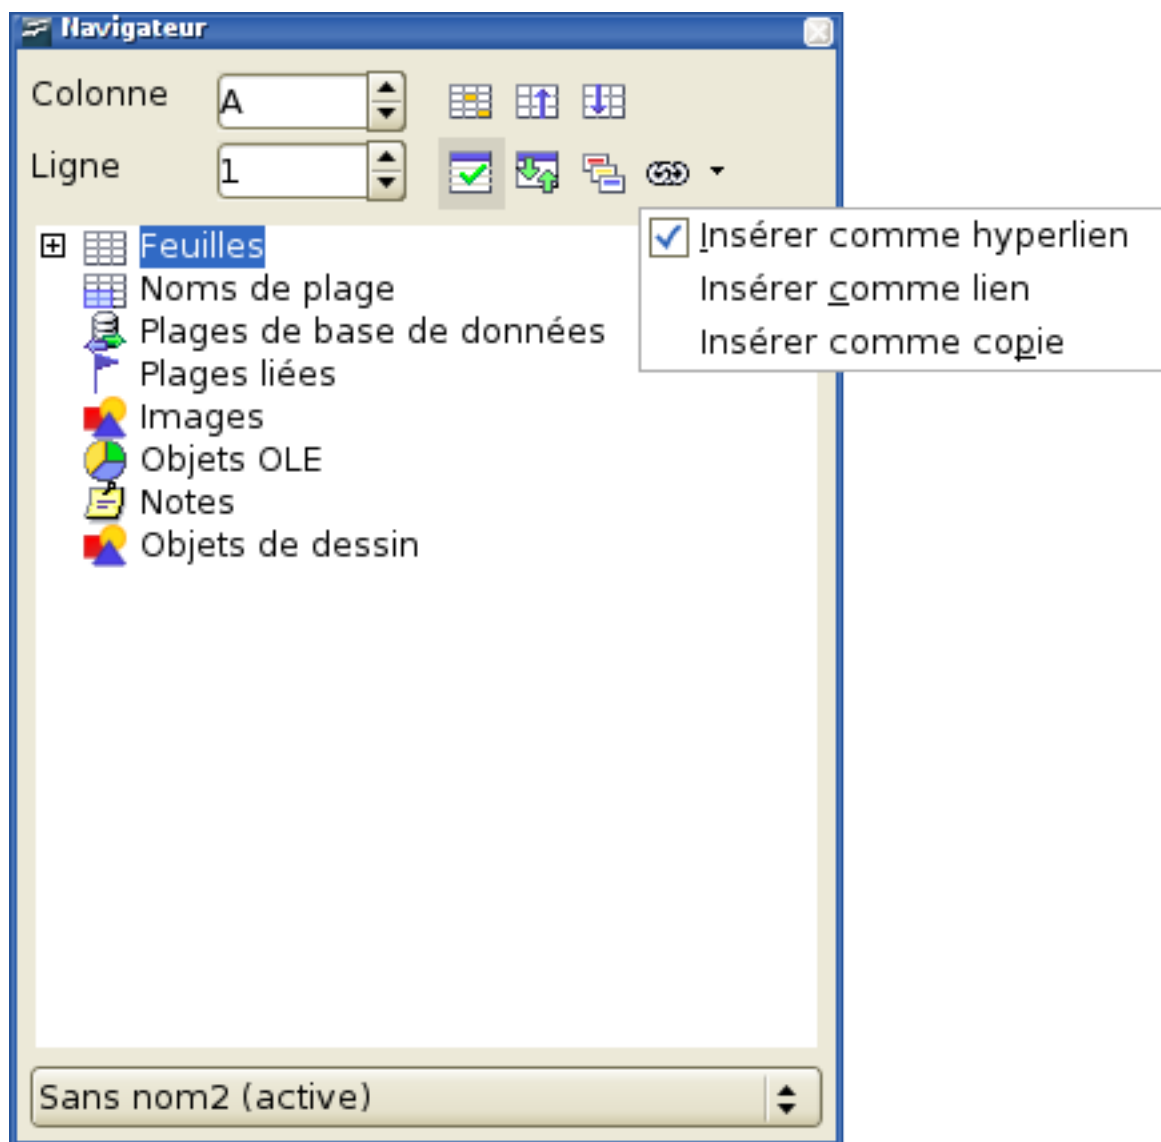 Navigateur
Colonne A
Ligne 1
Insérer comme hyperlien
Insérer comme lien
Insérer comme copie
Feuilles
Noms de plage
Plages de base de données
Plages liées
Images
Objets OLE
Notes
Objets de dessin
Sans nom2 (active)